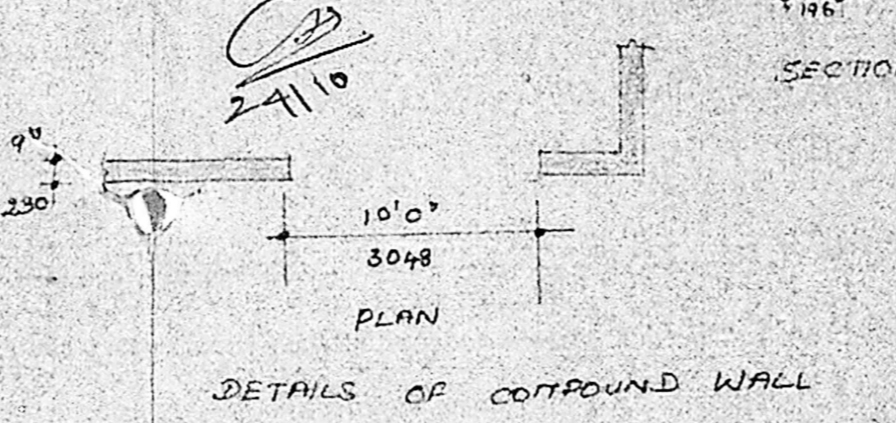 196
SECTIO
24/10
9"
230
10'0"
3048
PLAN
DETAILS OF COMPOUND WALL